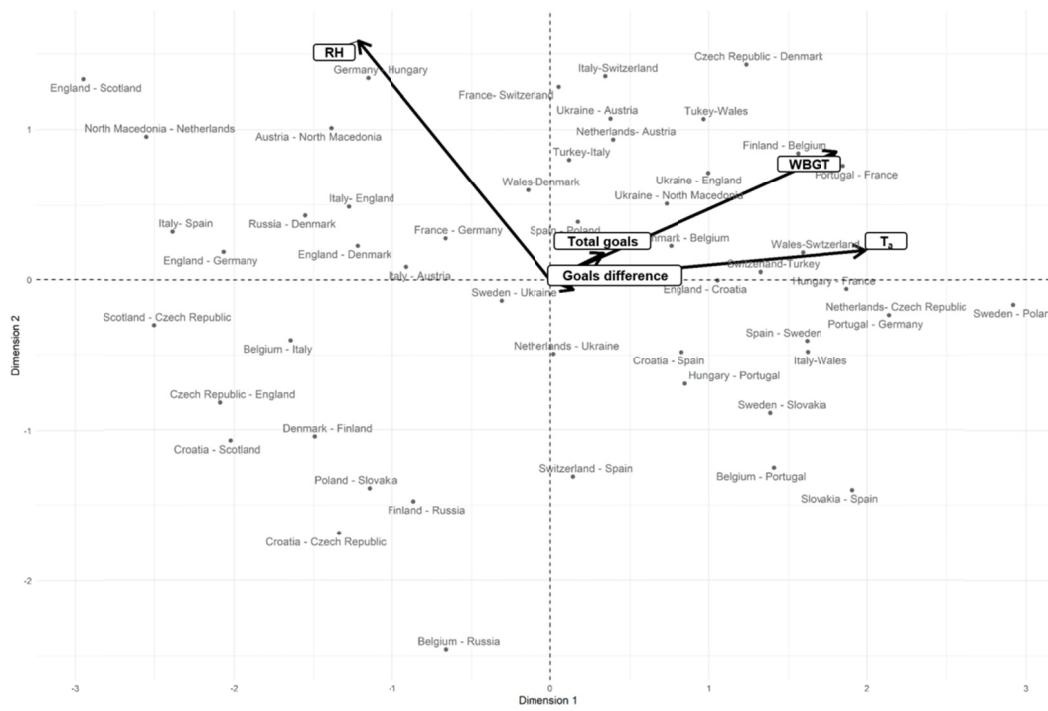 RH
Germany - Hungary
Italy-Switzerland
Czech Republic - Denmart
England - Scotland
France- Switzerand
Ukraine - Austria
Tukey-Wales
North Macedonia - Netherlands
Austria - North Macedonia
Netherlands- Austria
Finland - Belgium
Turkey-Italy
WBGT
Portugal - France
Ukraine - England
Wales Denmark
Ukraine - North Macedonia
Italy- England
Italy- Spain
Russia - Denmark
France - Germany
Spain - Poland
Total goals
- Belgium
Wales-Switzerland
Ta
England - Germany
England - Denmark
Italy - Austria
Goals difference
Switzerland-Turkey
Hungary - France
Sweden - Ukraine
England - Croatia
Netherlands- Czech Republic
Sweden - Polar
Scotland - Czech Republic
Portugal - Germany
Spain - Sweden
Belgium - Italy
Netherlands - Ukraine
Croatia - Spain
Italy-Wales
Hungary - Portugal
Czech Republic - England
Sweden - Slovakia
Denmark - Finland
Croatia - Scotland
Switzerland - Spain
Belgium - Portugal
Poland - Slovaka
Slovakia - Spain
Finland - Russia
Croatia - Czech Republic
Belgium - Russia
1
0
-1
-2
Dimension 2
-3
-2
-1
0
1
2
3
Dimension 1